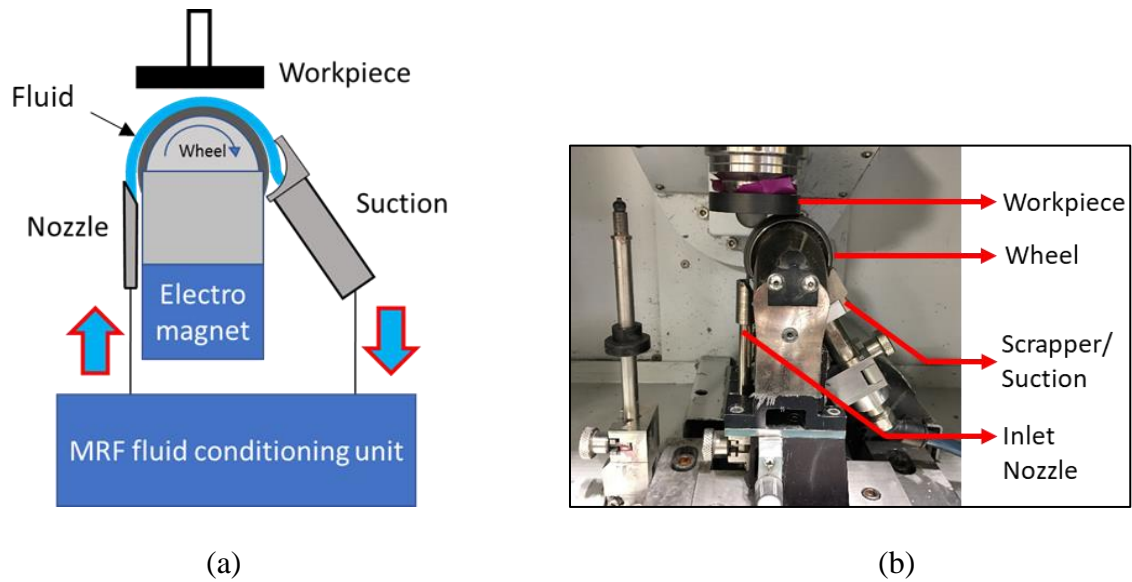 Workpiece
Fluid
Wheel
Nozzle
Suction
Electro
magnet
MRF fluid conditioning unit
(a)
Workpiece
Wheel
Scrapper/
Suction
Inlet
Nozzle
(b)